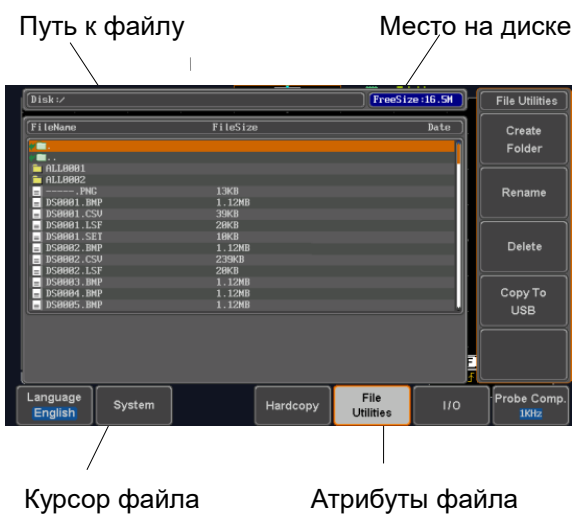 Путь к файлу Место на диске
Disk:/ FreeSize:16.5M File Utilities
FileName FileSize Date
.
..
ALL0001
ALL0002
-----.PNG 13KB
DS0001.BMP 1.12MB
DS0001.CSV 39KB
DS0001.LSF 20KB
DS0001.SET 10KB
DS0002.BMP 1.12MB
DS0002.CSV 239KB
DS0002.LSF 20KB
DS0003.BMP 1.12MB
DS0004.BMP 1.12MB
DS0005.BMP 1.12MB
Create
Folder
Rename
Delete
Copy To
USB
Language
English
System
Hardcopy
File
Utilities
I/O
Probe Comp.
1KHz
Курсор файла Атрибуты файла